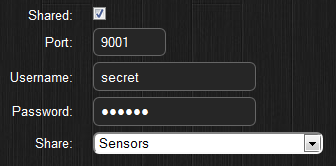 Shared:
Port: 9001
Username: secret
Password: ••••••
Share: Sensors